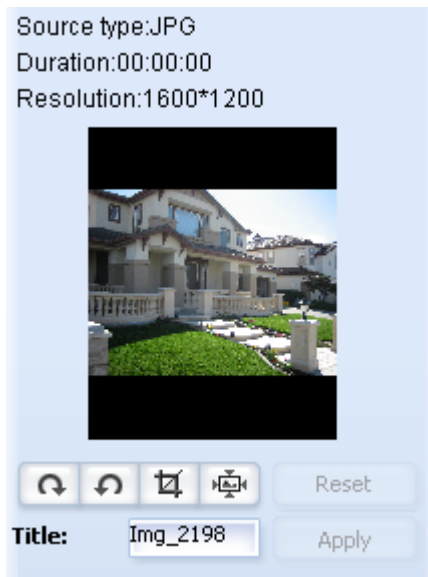 Source type:JPG
Duration:00:00:00
Resolution:1600*1200
Reset
Title: Img_2198 Apply